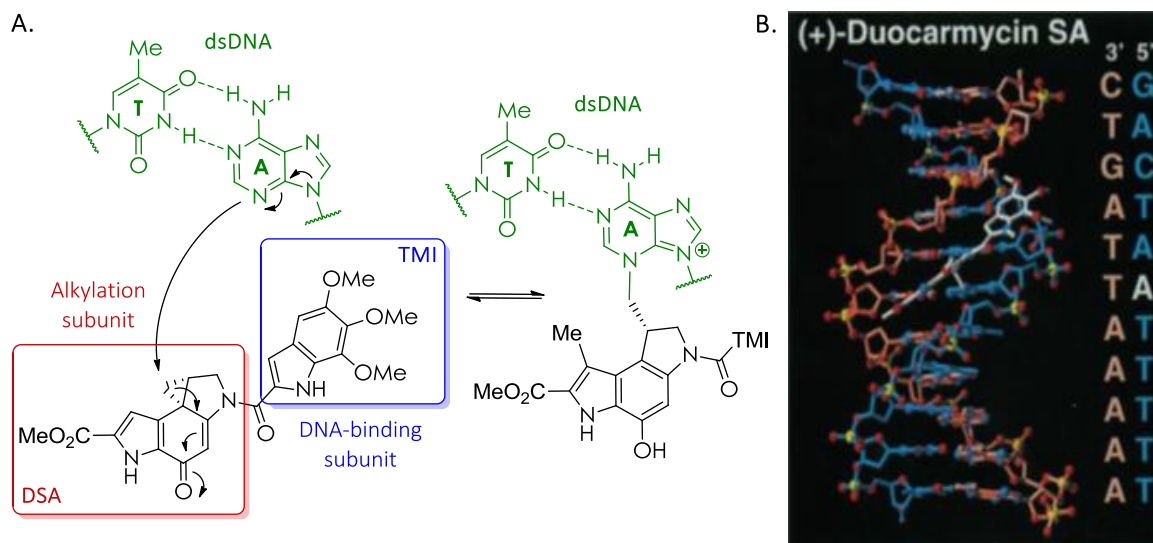 A.
dsDNA
Me
O
H H
N
T
N N H N N
A
O
N N
dsDNA
Me
O
H H
N
T
N N H N N
A
O
N N ⊕
TMI
OMe
OMe
OMe
NH
DNA-binding
subunit
Alkylation
subunit
N
O
MeO₂C
N
H
O
DSA
Me
TMI
N
O
MeO₂C
N
H
OH
B.
(+)-Duocarmycin SA
3' 5'
C G
T A
G C
A T
T A
T A
A T
A T
A T
A T
A T